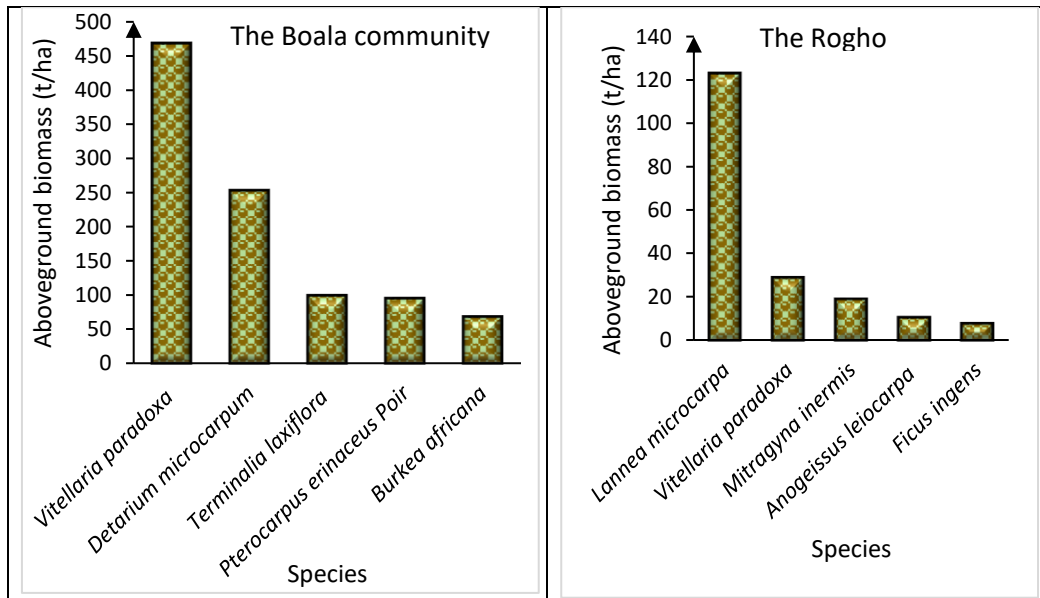 The Boala community
Aboveground biomass (t/ha)
500
450
400
350
300
250
200
150
100
50
0
Vitellaria paradoxa
Detarium microcarpum
Terminalia laxiflora
Pterocarpus erinaceus Poir
Burkea africana
Species
The Rogho
Aboveground biomass (t/ha)
140
120
100
80
60
40
20
0
Lannea microcarpa
Vitellaria paradoxa
Mitragyna inermis
Anogeissus leiocarpa
Ficus ingens
Species